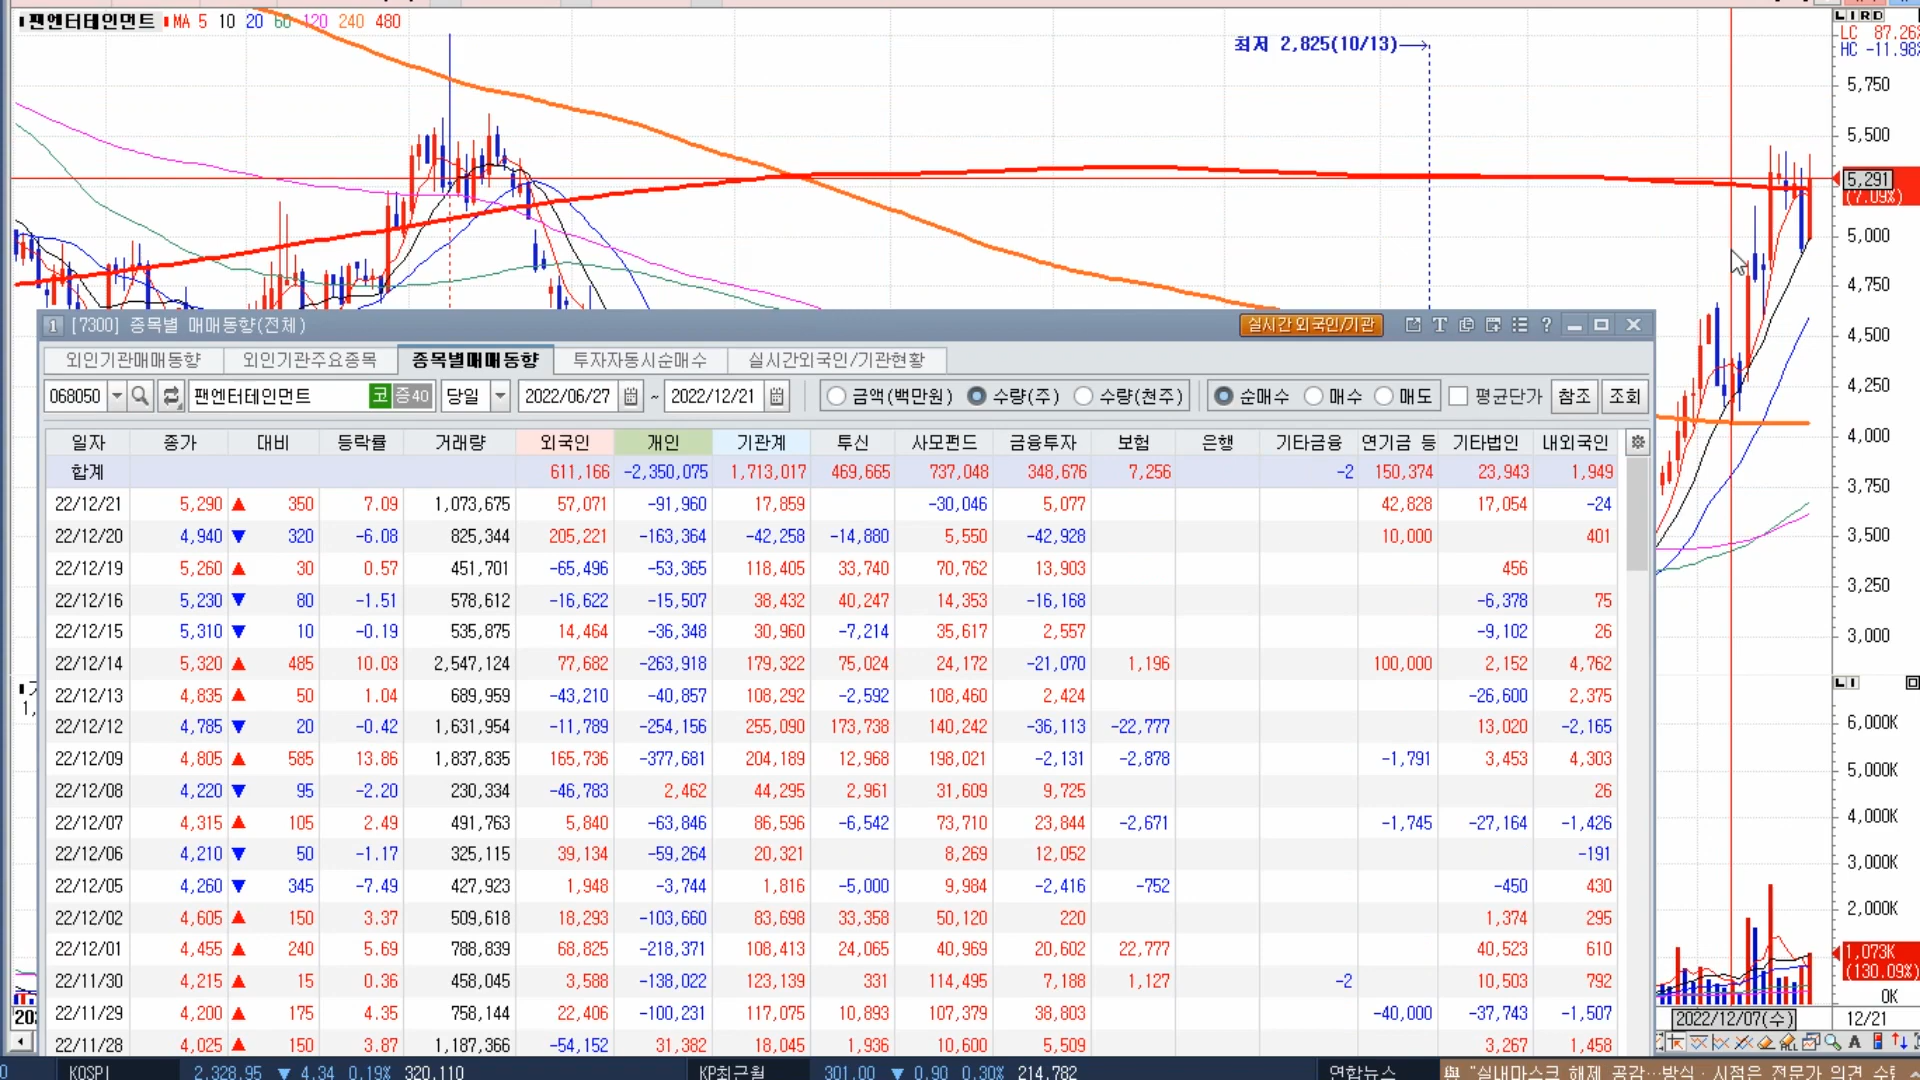 팬엔터테인먼트 MA 5 10 20 60 120 240 480
최저 2,825(10/13)
L I R D
LC 87.26%
HC -11.98%
5,750
5,500
5,291
(7.09%)
5,000
4,750
4,500
4,250
4,000
3,750
3,500
3,250
3,000
1 [7300] 종목별 매매동향(전체) 실시간 외국인/기관 T ?
외인기관매매동향 외인기관주요종목 종목별매매동향 투자자동시순매수 실시간외국인/기관현황
068050 팬엔터테인먼트 코 증40 당일 2022/06/27 ~ 2022/12/21 금액(백만원) 수량(주) 수량(천주) 순매수 매수 매도 평균단가 참조 조회
일자 종가 대비 등락률 거래량 외국인 개인 기관계 투신 사모펀드 금융투자 보험 은행 기타금융 연기금 등 기타법인 내외국인
합계 611,166 -2,350,075 1,713,017 469,665 737,048 348,676 7,256 -2 150,374 23,943 1,949
22/12/21 5,290 ▲ 350 7.09 1,073,675 57,071 -91,960 17,859 -30,046 5,077 42,828 17,054 -24
22/12/20 4,940 ▼ 320 -6.08 825,344 205,221 -163,364 -42,258 -14,880 5,550 -42,928 10,000 401
22/12/19 5,260 ▲ 30 0.57 451,701 -65,496 -53,365 118,405 33,740 70,762 13,903 456
22/12/16 5,230 ▼ 80 -1.51 578,612 -16,622 -15,507 38,432 40,247 14,353 -16,168 -6,378 75
22/12/15 5,310 ▼ 10 -0.19 535,875 14,464 -36,348 30,960 -7,214 35,617 2,557 -9,102 26
22/12/14 5,320 ▲ 485 10.03 2,547,124 77,682 -263,918 179,322 75,024 24,172 -21,070 1,196 100,000 2,152 4,762
22/12/13 4,835 ▲ 50 1.04 689,959 -43,210 -40,857 108,292 -2,592 108,460 2,424 -26,600 2,375
22/12/12 4,785 ▼ 20 -0.42 1,631,954 -11,789 -254,156 255,090 173,738 140,242 -36,113 -22,777 13,020 -2,165
22/12/09 4,805 ▲ 585 13.86 1,837,835 165,736 -377,681 204,189 12,968 198,021 -2,131 -2,878 -1,791 3,453 4,303
22/12/08 4,220 ▼ 95 -2.20 230,334 -46,783 2,462 44,295 2,961 31,609 9,725 26
22/12/07 4,315 ▲ 105 2.49 491,763 5,840 -63,846 86,596 -6,542 73,710 23,844 -2,671 -1,745 -27,164 -1,426
22/12/06 4,210 ▼ 50 -1.17 325,115 39,134 -59,264 20,321 8,269 12,052 -191
22/12/05 4,260 ▼ 345 -7.49 427,923 1,948 -3,744 1,816 -5,000 9,984 -2,416 -752 -450 430
22/12/02 4,605 ▲ 150 3.37 509,618 18,293 -103,660 83,698 33,358 50,120 220 1,374 295
22/12/01 4,455 ▲ 240 5.69 788,839 68,825 -218,371 108,413 24,065 40,969 20,602 22,777 40,523 610
22/11/30 4,215 ▲ 15 0.36 458,045 3,588 -138,022 123,139 331 114,495 7,188 1,127 -2 10,503 792
22/11/29 4,200 ▲ 175 4.35 758,144 22,406 -100,231 117,075 10,893 107,379 38,803 -40,000 -37,743 -1,507
22/11/28 4,025 ▲ 150 3.87 1,187,366 -54,152 31,382 18,045 1,936 10,600 5,509 3,267 1,458
L I
6,000K
5,000K
4,000K
3,000K
2,000K
1,073K
(130.09%)
0K
2022/12/07(수) 12/21
A
KOSPI 2,328.95 ▼ 4.34 0.19% 320,110 KP최근월 301.00 ▼ 0.90 0.30% 214,782 연합뉴스 與 "실내마스크 해제 공감…방식·시점은 전문가 의견 수렴